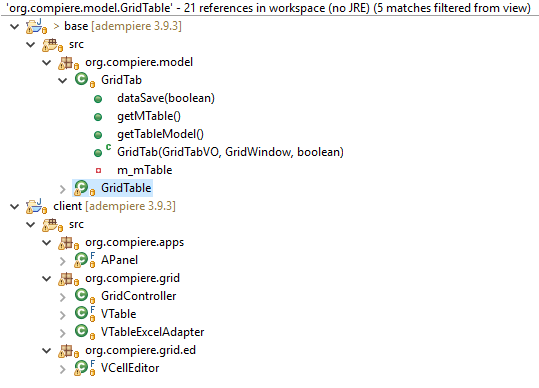 'org.compiere.model.GridTable' - 21 references in workspace (no JRE) (5 matches filtered from view)
> base [adempiere 3.9.3]
src
org.compiere.model
GridTab
dataSave(boolean)
getMTable()
getTableModel()
GridTab(GridTabVO, GridWindow, boolean)
m_mTable
GridTable
client [adempiere 3.9.3]
src
org.compiere.apps
APanel
org.compiere.grid
GridController
VTable
VTableExcelAdapter
org.compiere.grid.ed
VCellEditor